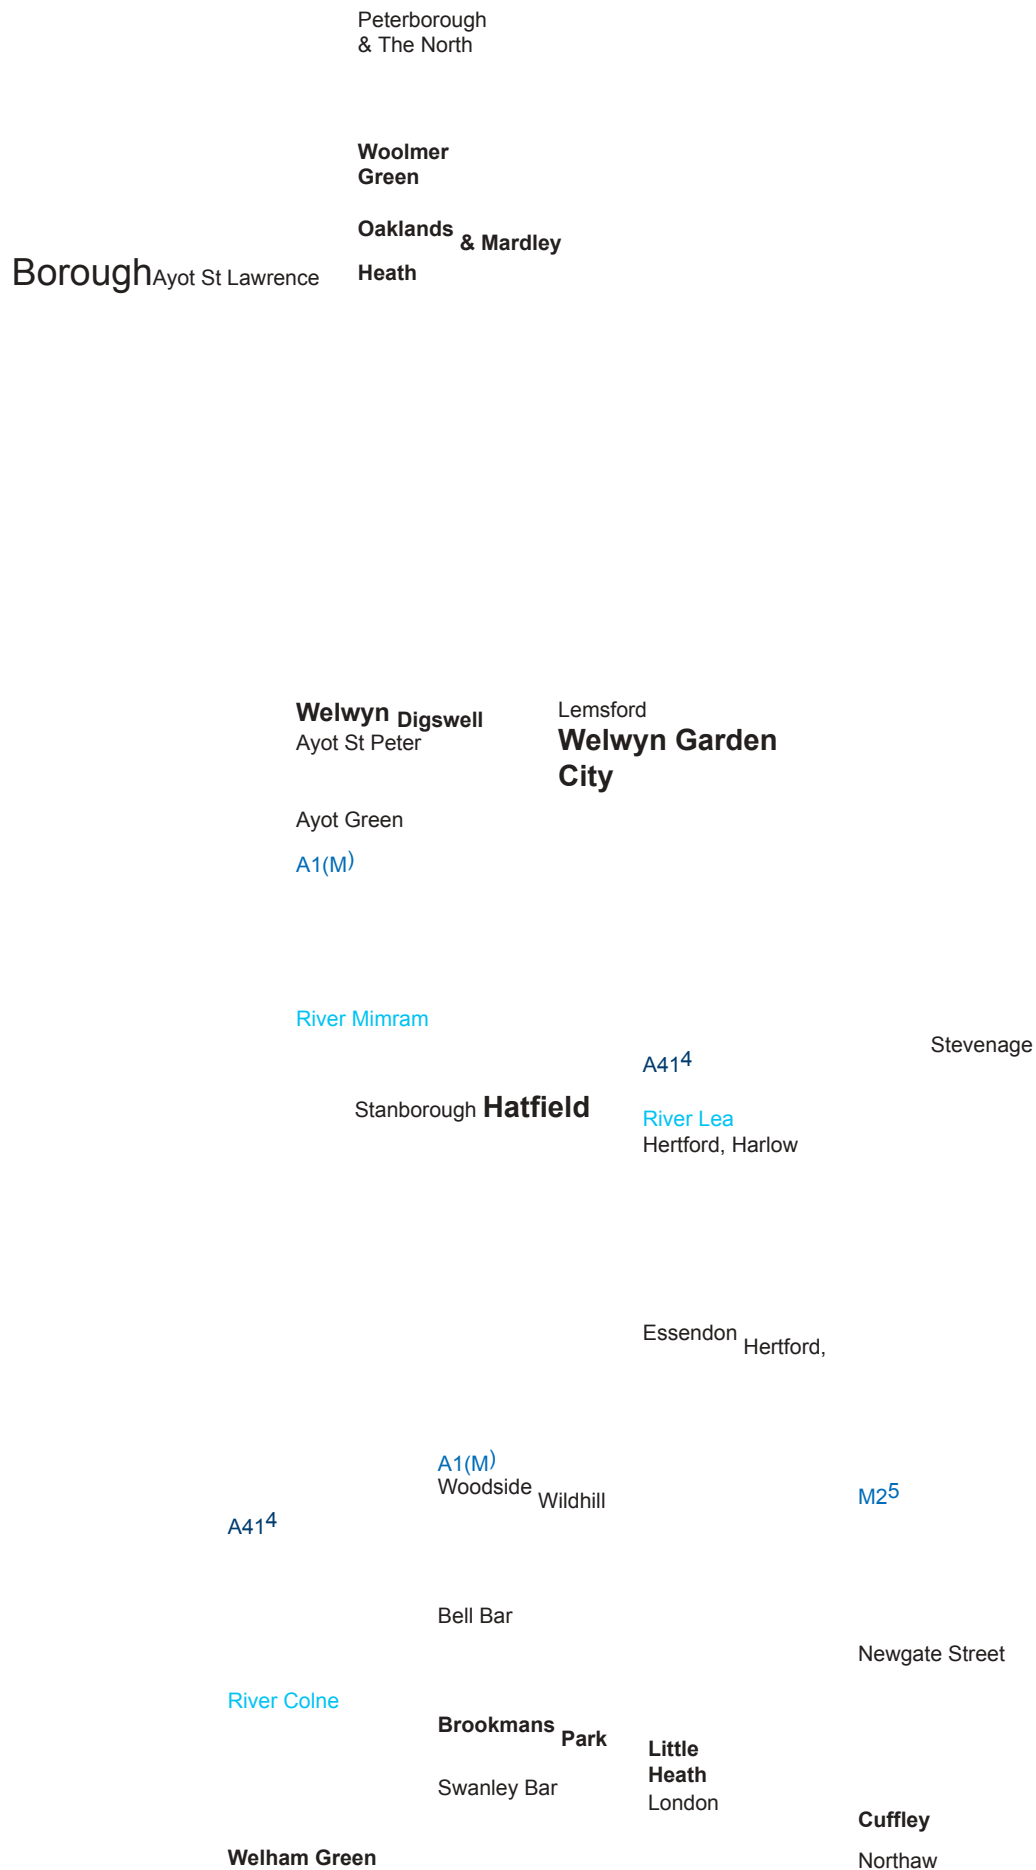 Peterborough
& The North
Woolmer
Green
Oaklands & Mardley
Borough Ayot St Lawrence Heath
Welwyn Digswell
Ayot St Peter
Lemsford
Welwyn Garden
City
Ayot Green
A1(M)
River Mimram
Stevenage
A414
Stanborough Hatfield
River Lea
Hertford, Harlow
Essendon Hertford,
A1(M)
Woodside Wildhill
M25
A414
Bell Bar
Newgate Street
River Colne
Brookmans Park
Little
Heath
London
Swanley Bar
Cuffley
Welham Green
Northaw